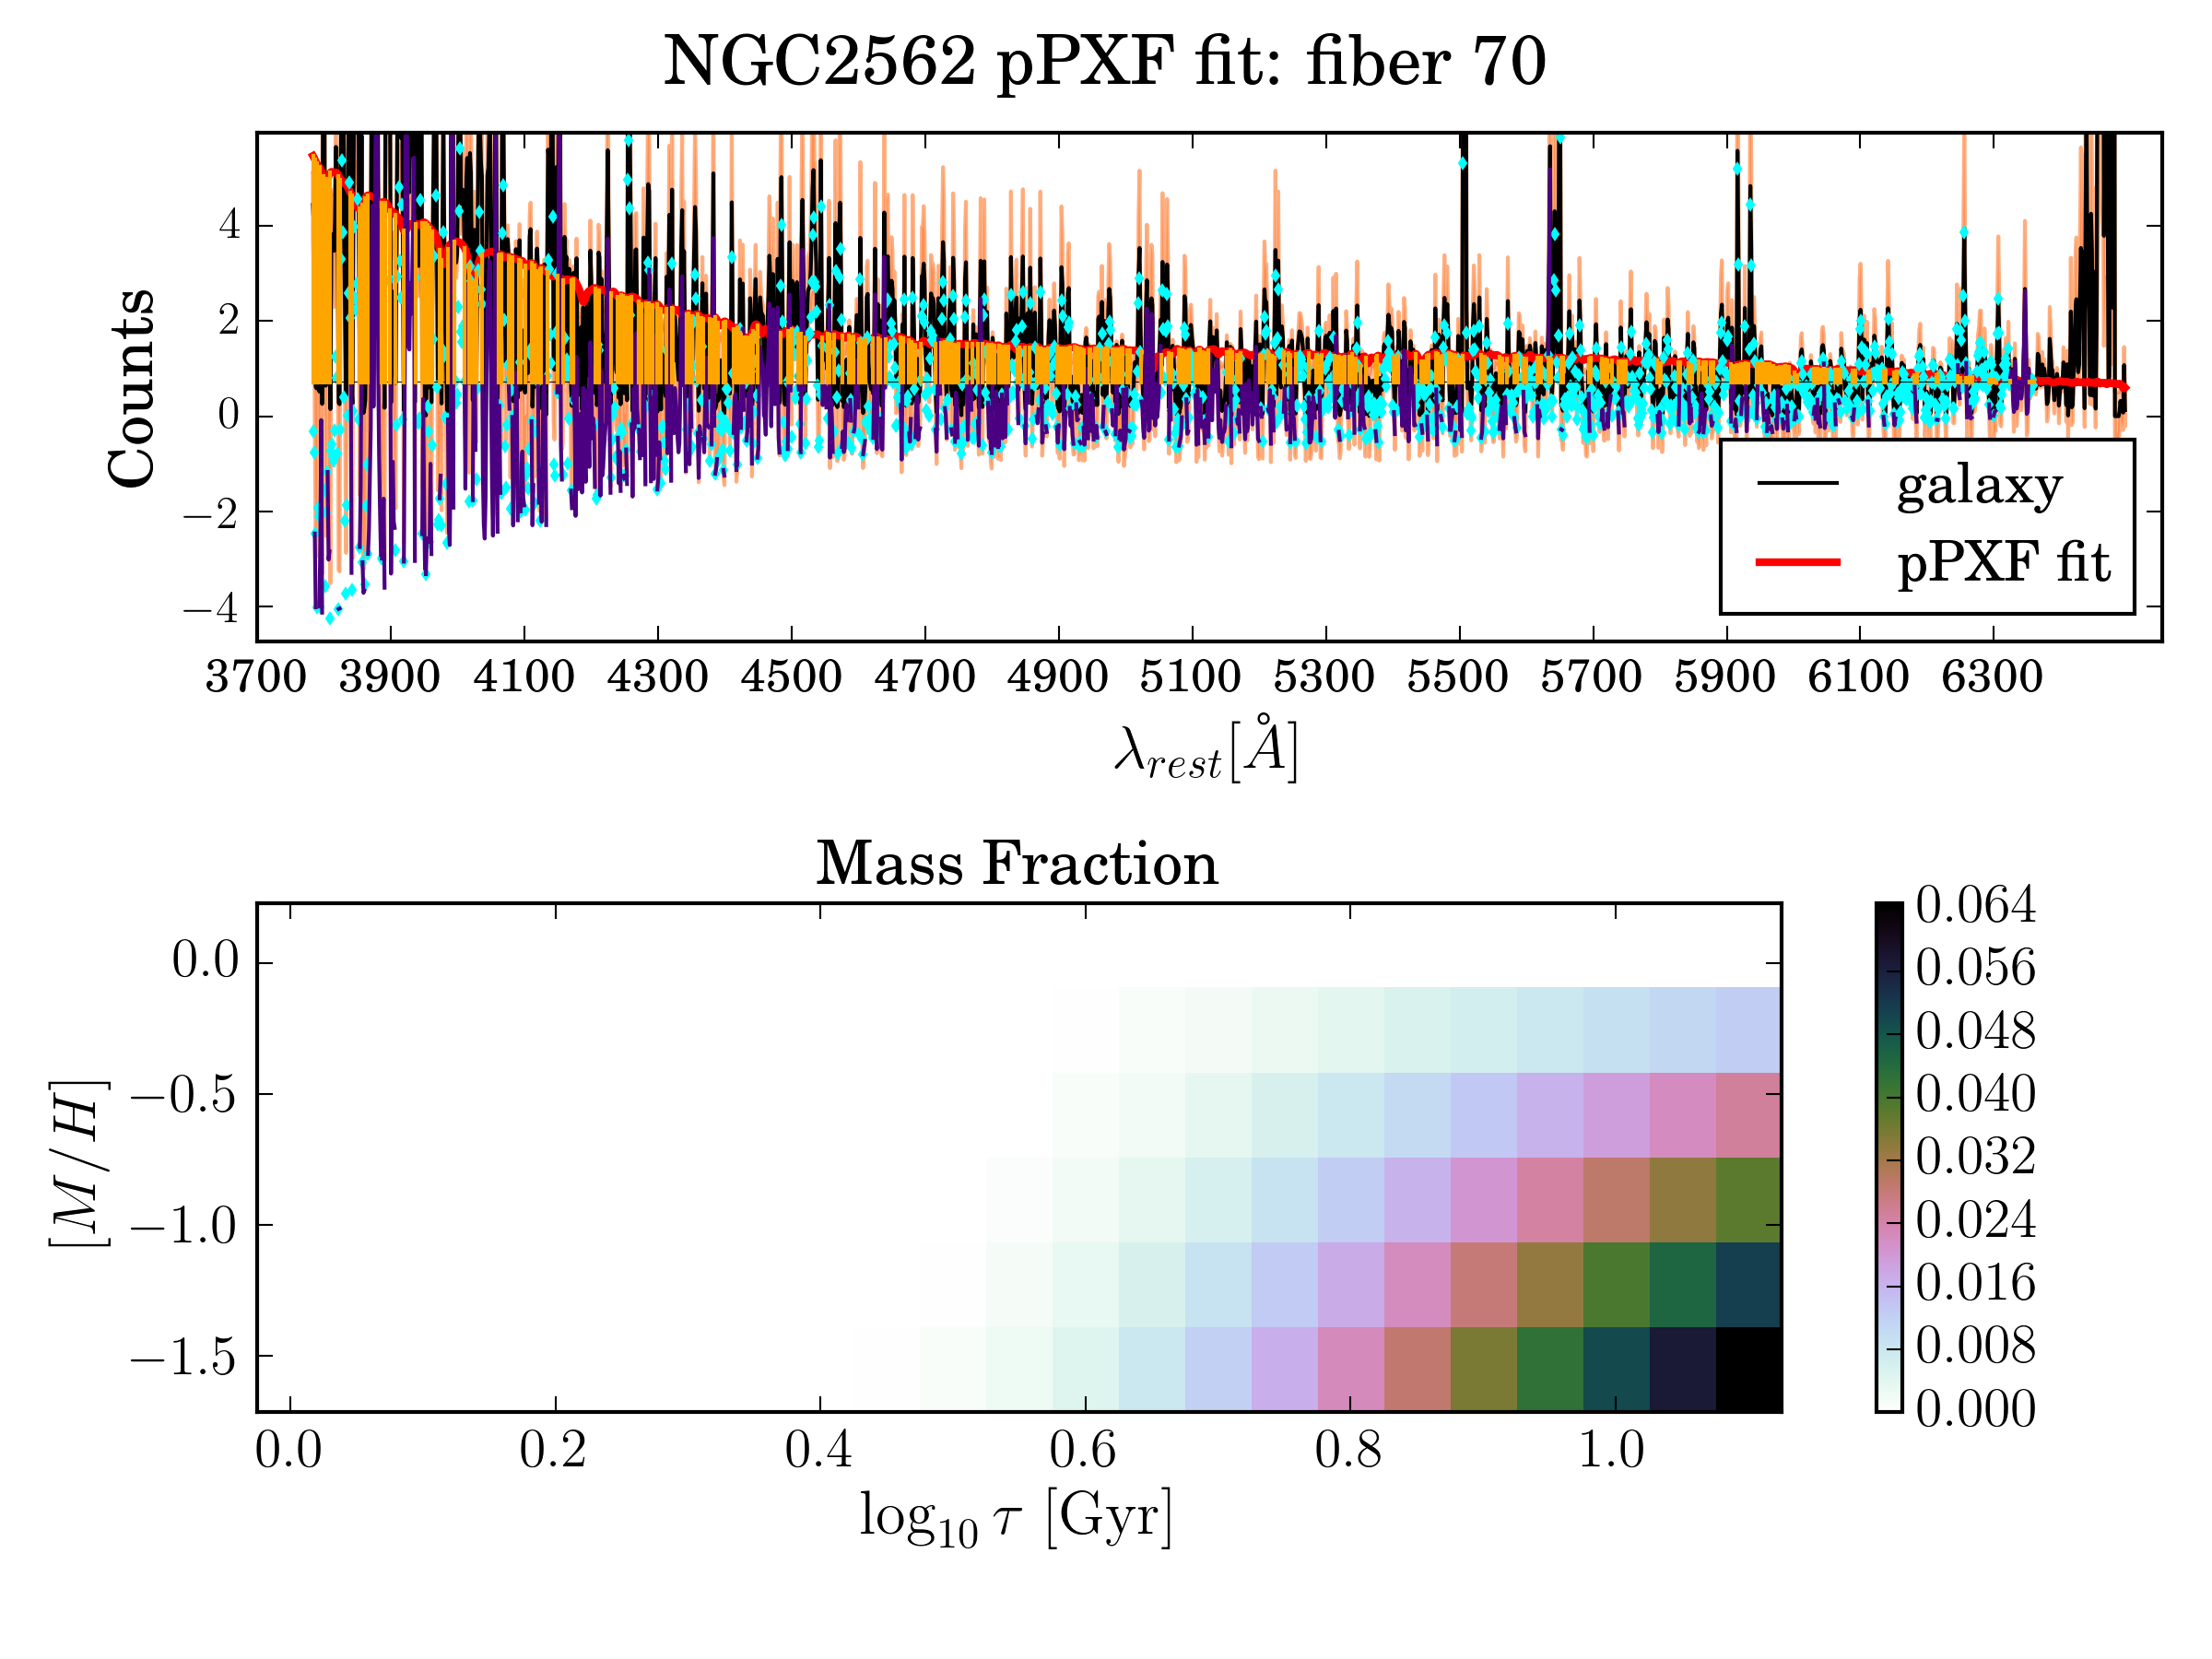 NGC2562 pPXF fit: fiber 70
Counts
4
2
0
−2
−4
galaxy
pPXF fit
3700 3900 4100 4300 4500 4700 4900 5100 5300 5500 5700 5900 6100 6300
λrest[Å]
Mass Fraction
[M/H]
0.0
−0.5
−1.0
−1.5
0.0 0.2 0.4 0.6 0.8 1.0
log10 τ [Gyr]
0.064
0.056
0.048
0.040
0.032
0.024
0.016
0.008
0.000